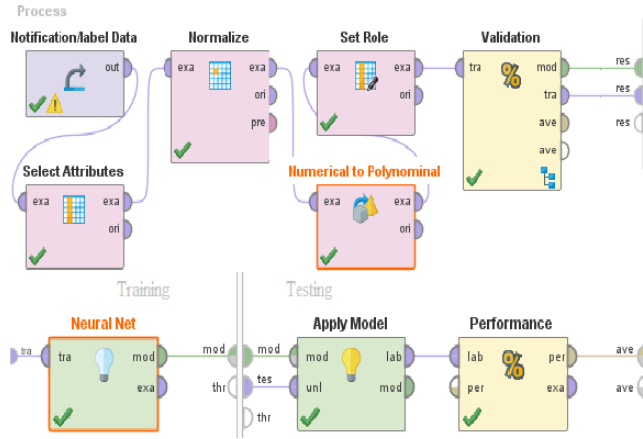 Process
Notification/label Data
Normalize
Set Role
Validation
out
exa
exa
exa
exa
tra
mod
res
ori
ori
tra
res
pre
ave
res
ave
Select Attributes
Numerical to Polynominal
exa
exa
exa
exa
ori
ori
Training
Testing
Neural Net
Apply Model
Performance
tra
tra
mod
mod
mod
mod
lab
lab
per
ave
exa
thr
tes
unl
mod
per
exa
ave
thr